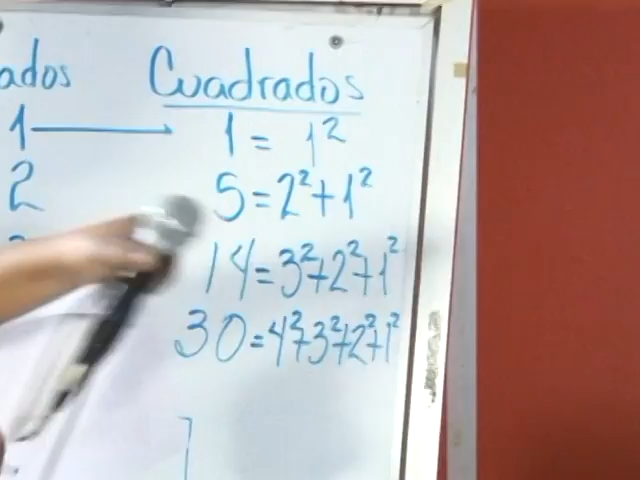 ados Cuadrados
1 → 1 = 1²
2 5 = 2² + 1²
14 = 3² + 2² + 1²
30 = 4² + 3² + 2² + 1²